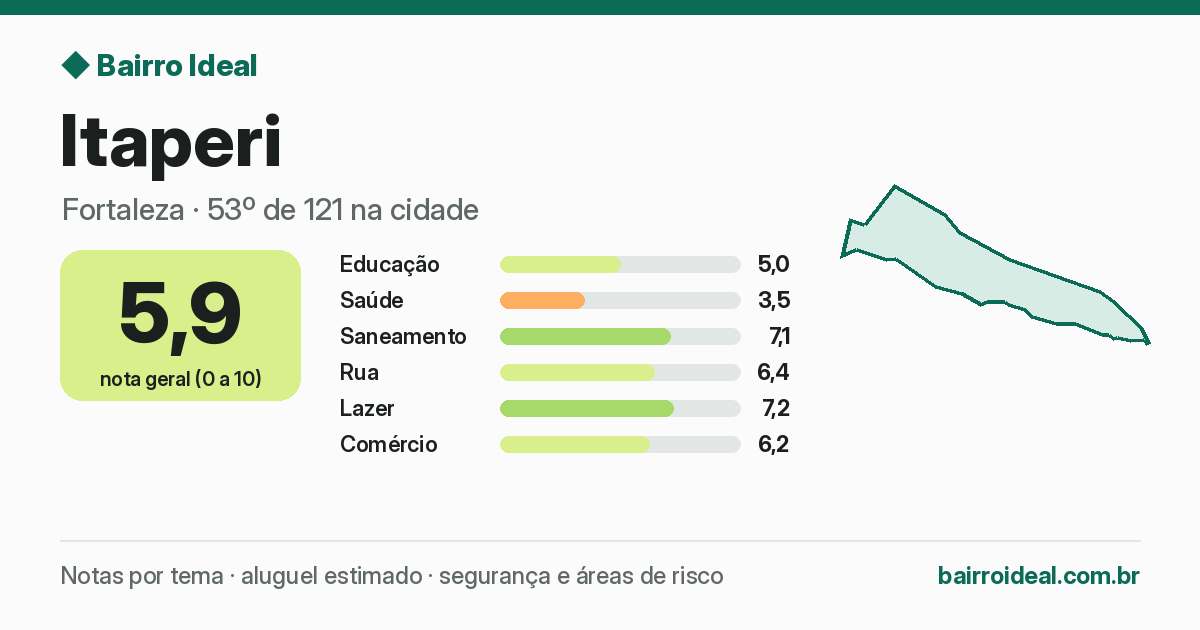 Bairro Ideal
Itaperi
Fortaleza · 53º de 121 na cidade
5,9
nota geral (0 a 10)
Educação 5,0
Saúde 3,5
Saneamento 7,1
Rua 6,4
Lazer 7,2
Comércio 6,2
Notas por tema · aluguel estimado · segurança e áreas de risco
bairroideal.com.br